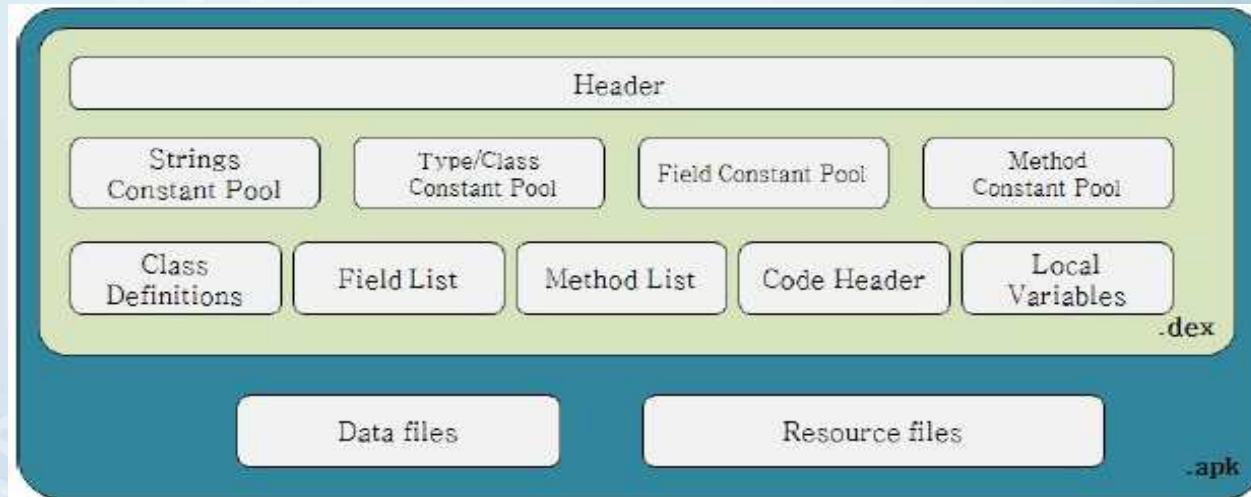 Header
Strings
Constant Pool
Type/Class
Constant Pool
Field Constant Pool
Method
Constant Pool
Class
Definitions
Field List
Method List
Code Header
Local
Variables
.dex
Data files
Resource files
.apk